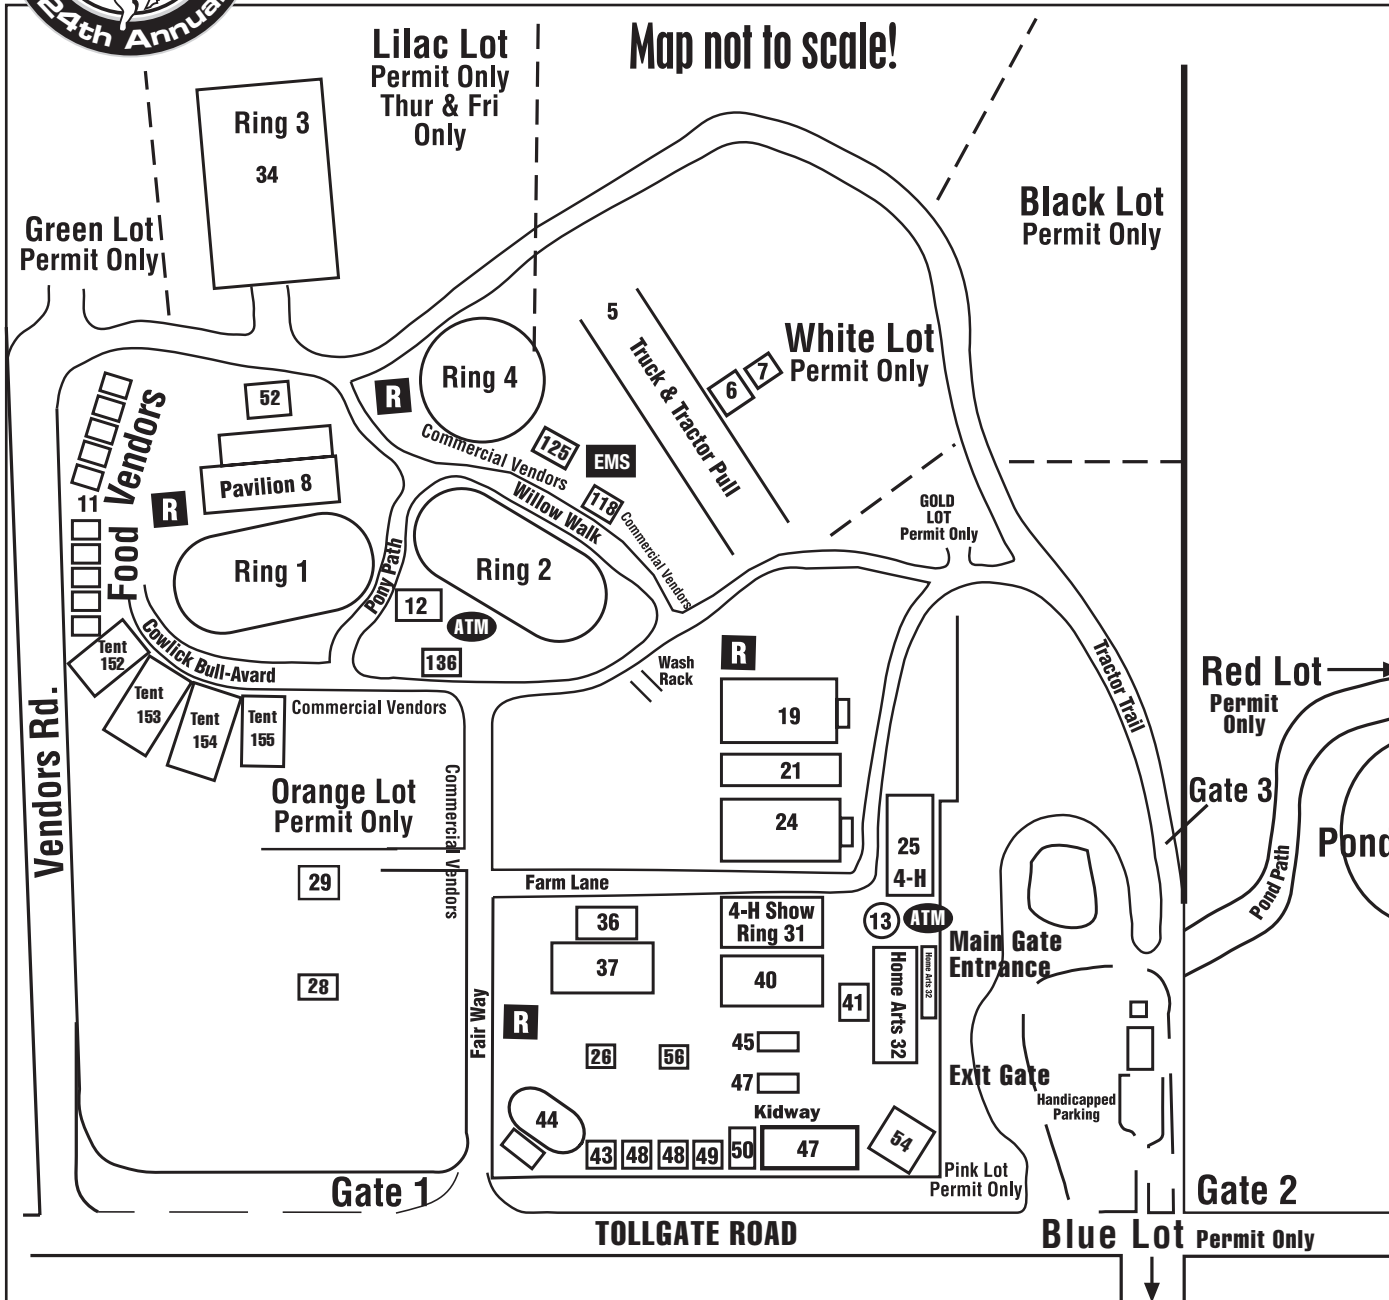 24th Annual
Map not to scale!
Lilac Lot
Permit Only
Thur & Fri
Only
Ring 3
34
Green Lot
Permit Only
Black Lot
Permit Only
5
Truck & Tractor Pull
White Lot
Permit Only
6
7
Ring 4
R
52
Food Vendors
11
Pavilion 8
R
Commercial Vendors
125
EMS
118
Willow Walk
Commercial Vendors
GOLD
LOT
Permit Only
Ring 1
Pony Path
Ring 2
12
ATM
136
Cowlick Bull-Avard
Tent
152
Tent
153
Tent
154
Tent
155
Commercial Vendors
Wash
Rack
R
19
21
24
Tractor Trail
Red Lot
Permit
Only
Vendors Rd.
Orange Lot
Permit Only
Commercial Vendors
Gate 3
Pond
Pond Path
25
4-H
29
28
Farm Lane
36
37
4-H Show
Ring 31
13
ATM
Main Gate
Entrance
40
41
Home Arts 32
Home Arts 32
Fair Way
R
26
56
45
47
Exit Gate
Handicapped
Parking
Kidway
44
43
48
48
49
50
47
54
Pink Lot
Permit Only
Gate 1
Gate 2
TOLLGATE ROAD
Blue Lot Permit Only